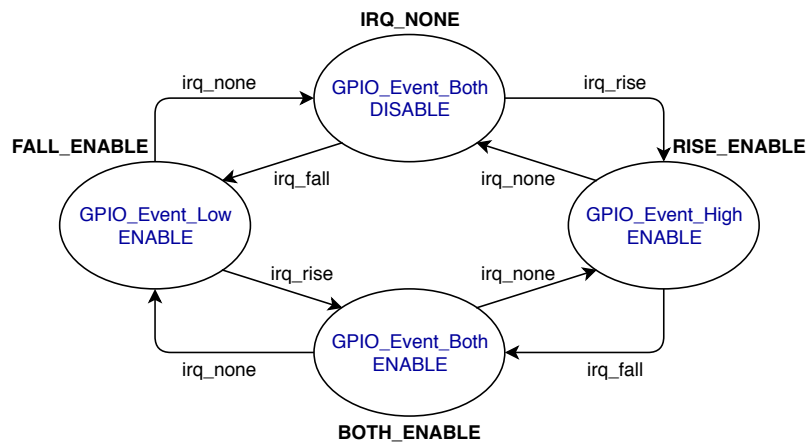 IRQ_NONE
irq_none
GPIO_Event_Both
DISABLE
irq_rise
FALL_ENABLE
RISE_ENABLE
irq_fall
irq_none
GPIO_Event_Low
ENABLE
GPIO_Event_High
ENABLE
irq_rise
irq_none
GPIO_Event_Both
ENABLE
irq_none
irq_fall
BOTH_ENABLE